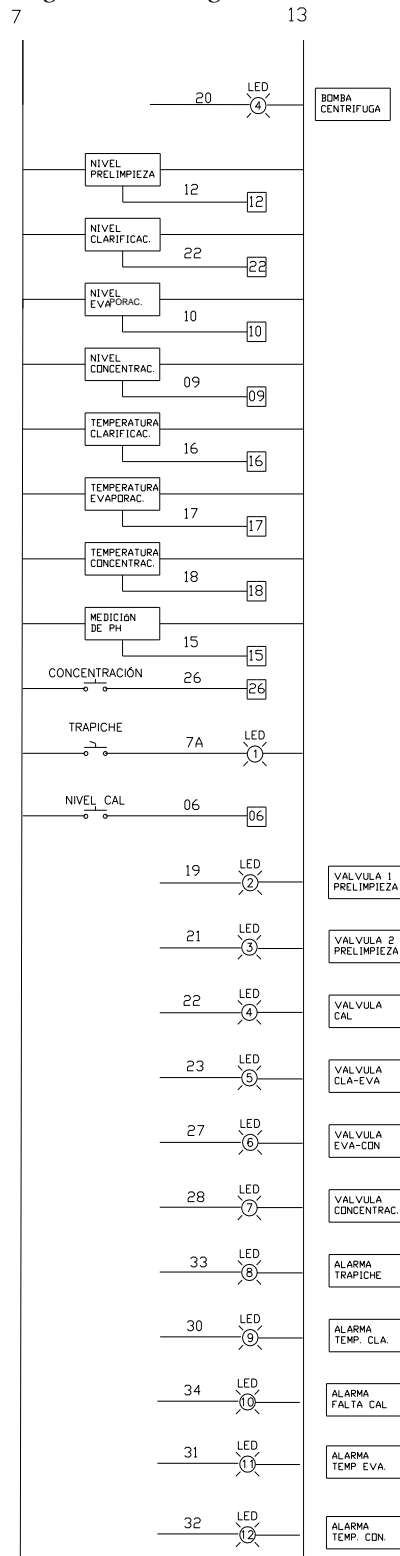 7 13
20 LED
4
BOMBA
CENTRIFUGA
NIVEL
PRELIMPIEZA
12 12
NIVEL
CLARIFICAC.
22 22
NIVEL
EVAPORAC.
10 10
NIVEL
CONCENTRAC.
09 09
TEMPERATURA
CLARIFICAC.
16 16
TEMPERATURA
EVAPORAC.
17 17
TEMPERATURA
CONCENTRAC.
18 18
MEDICIóN
DE PH
15 15
CONCENTRACIÓN 26 26
TRAPICHE 7A LED
1
NIVEL CAL 06 06
19 LED
2
VALVULA 1
PRELIMPIEZA
21 LED
3
VALVULA 2
PRELIMPIEZA
22 LED
4
VALVULA
CAL
23 LED
5
VALVULA
CLA-EVA
27 LED
6
VALVULA
EVA-CON
28 LED
7
VALVULA
CONCENTRAC.
33 LED
8
ALARMA
TRAPICHE
30 LED
9
ALARMA
TEMP. CLA.
34 LED
10
ALARMA
FALTA CAL
31 LED
11
ALARMA
TEMP EVA.
32 LED
12
ALARMA
TEMP. CON.